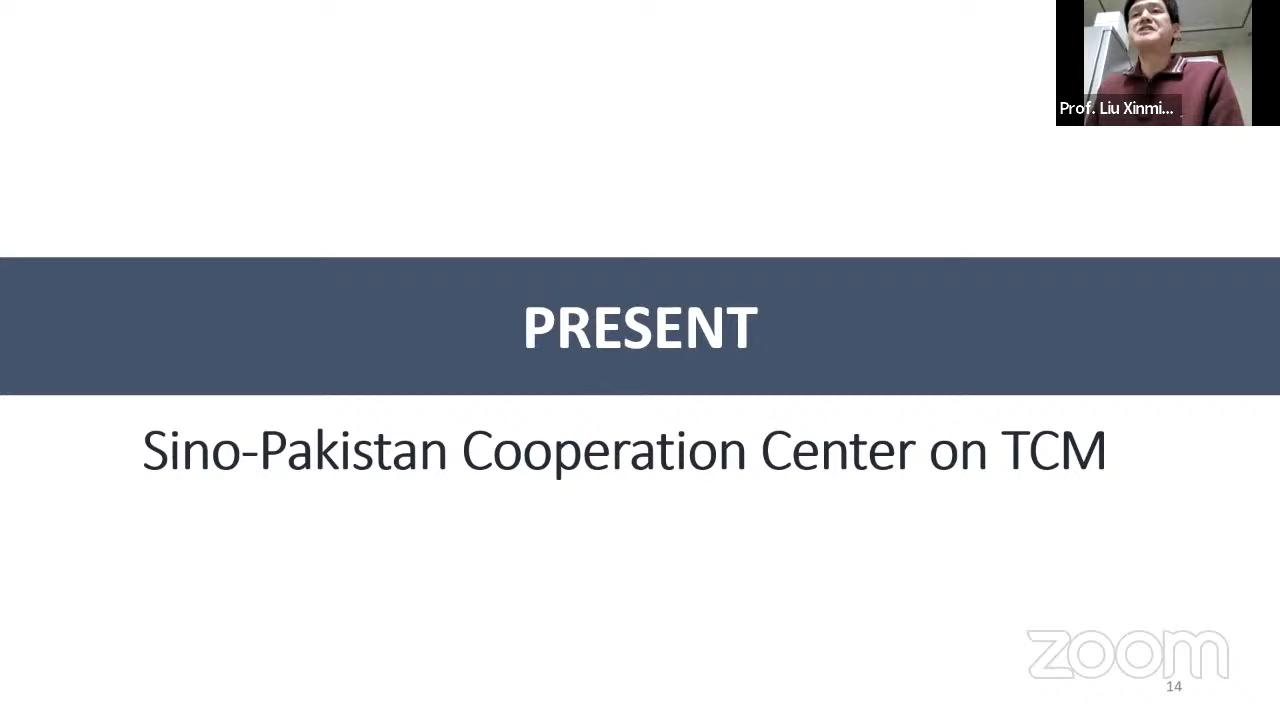 Prof. Liu Xinmi...
PRESENT
Sino-Pakistan Cooperation Center on TCM
zoom
14